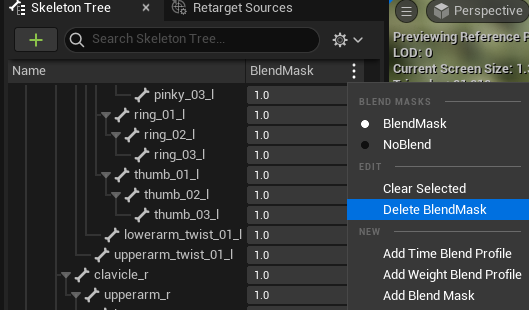 Skeleton Tree
Retarget Sources
Perspective
Search Skeleton Tree...
Previewing Reference P
LOD: 0
Current Screen Size: 1.
Name
BlendMask
pinky_03_l 1.0
ring_01_l 1.0
ring_02_l 1.0
ring_03_l 1.0
thumb_01_l 1.0
thumb_02_l 1.0
thumb_03_l 1.0
lowerarm_twist_01_l 1.0
upperarm_twist_01_l 1.0
clavicle_r 1.0
upperarm_r 1.0
BLEND MASKS
BlendMask
NoBlend
EDIT
Clear Selected
Delete BlendMask
NEW
Add Time Blend Profile
Add Weight Blend Profile
Add Blend Mask